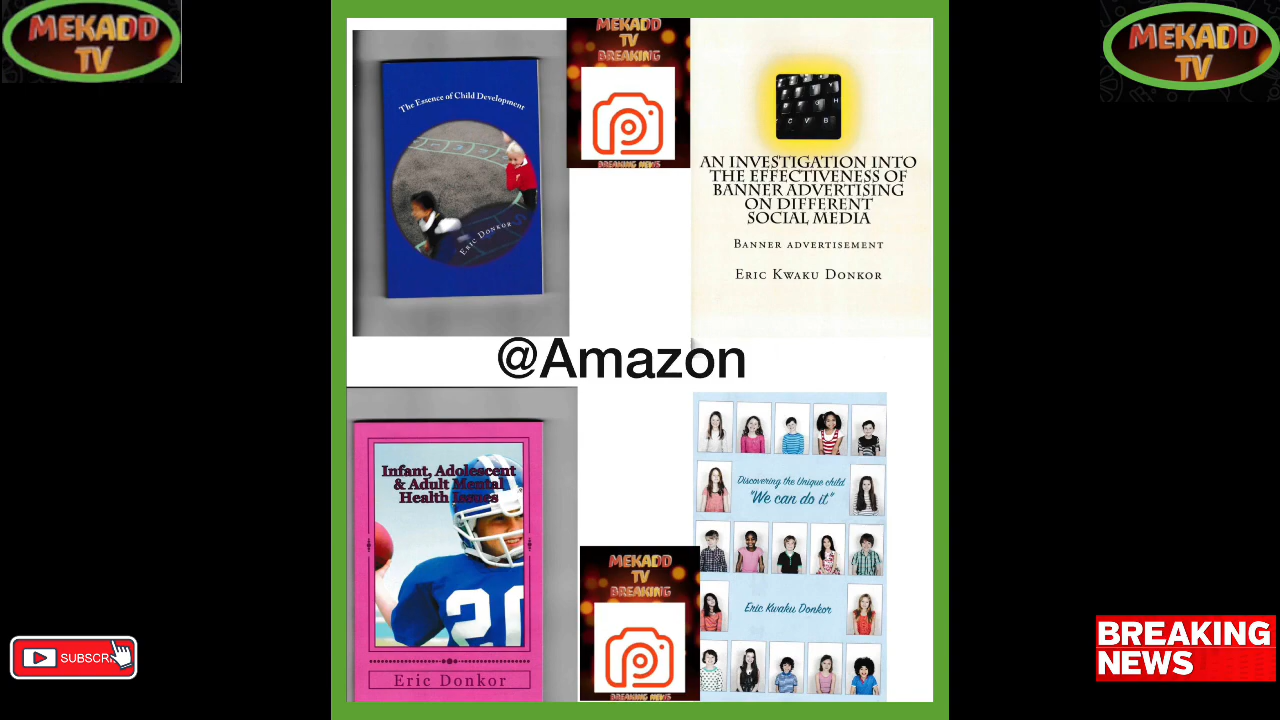 MEKADD
TV
MEKADD
TV
BREAKING
BREAKING NEWS
MEKADD
TV
The Essence of Child Development
Eric Donkor
Y
G H
C V B
AN INVESTIGATION INTO
THE EFFECTIVENESS OF
BANNER ADVERTISING
ON DIFFERENT
SOCIAL MEDIA
BANNER ADVERTISEMENT
ERIC KWAKU DONKOR
@Amazon
Infant, Adolescent
& Adult Mental
Health Issues
20
Eric Donkor
Discovering the Unique child
"We can do it"
Eric Kwaku Donkor
MEKADD
TV
BREAKING
BREAKING NEWS
SUBSCRI
BREAKING
NEWS